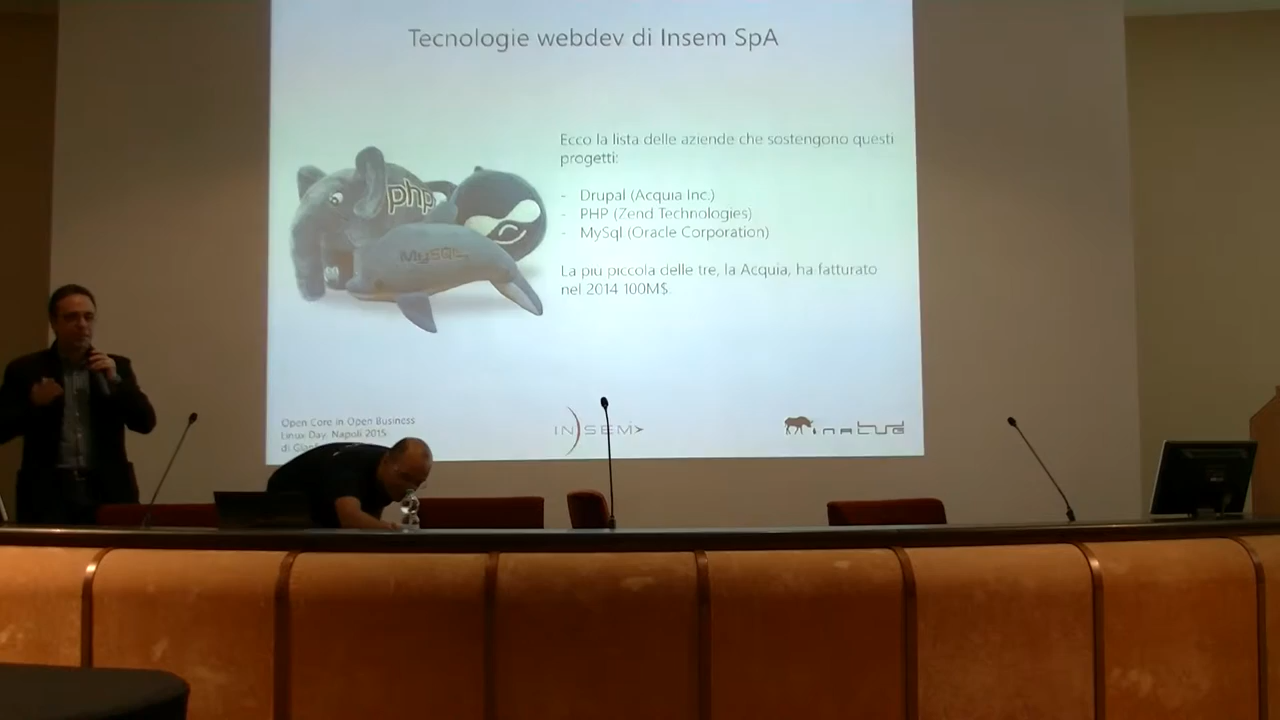 Tecnologie webdev di Insem SpA
Ecco la lista delle aziende che sostengono questi
progetti:
- Drupal (Acquia Inc.)
- PHP (Zend Technologies)
- MySql (Oracle Corporation)
La più piccola delle tre, la Acquia, ha fatturato
nel 2014 100M$.
php
MySQL
Open Core in Open Business
Linux Day, Napoli 2015
di
INSEM